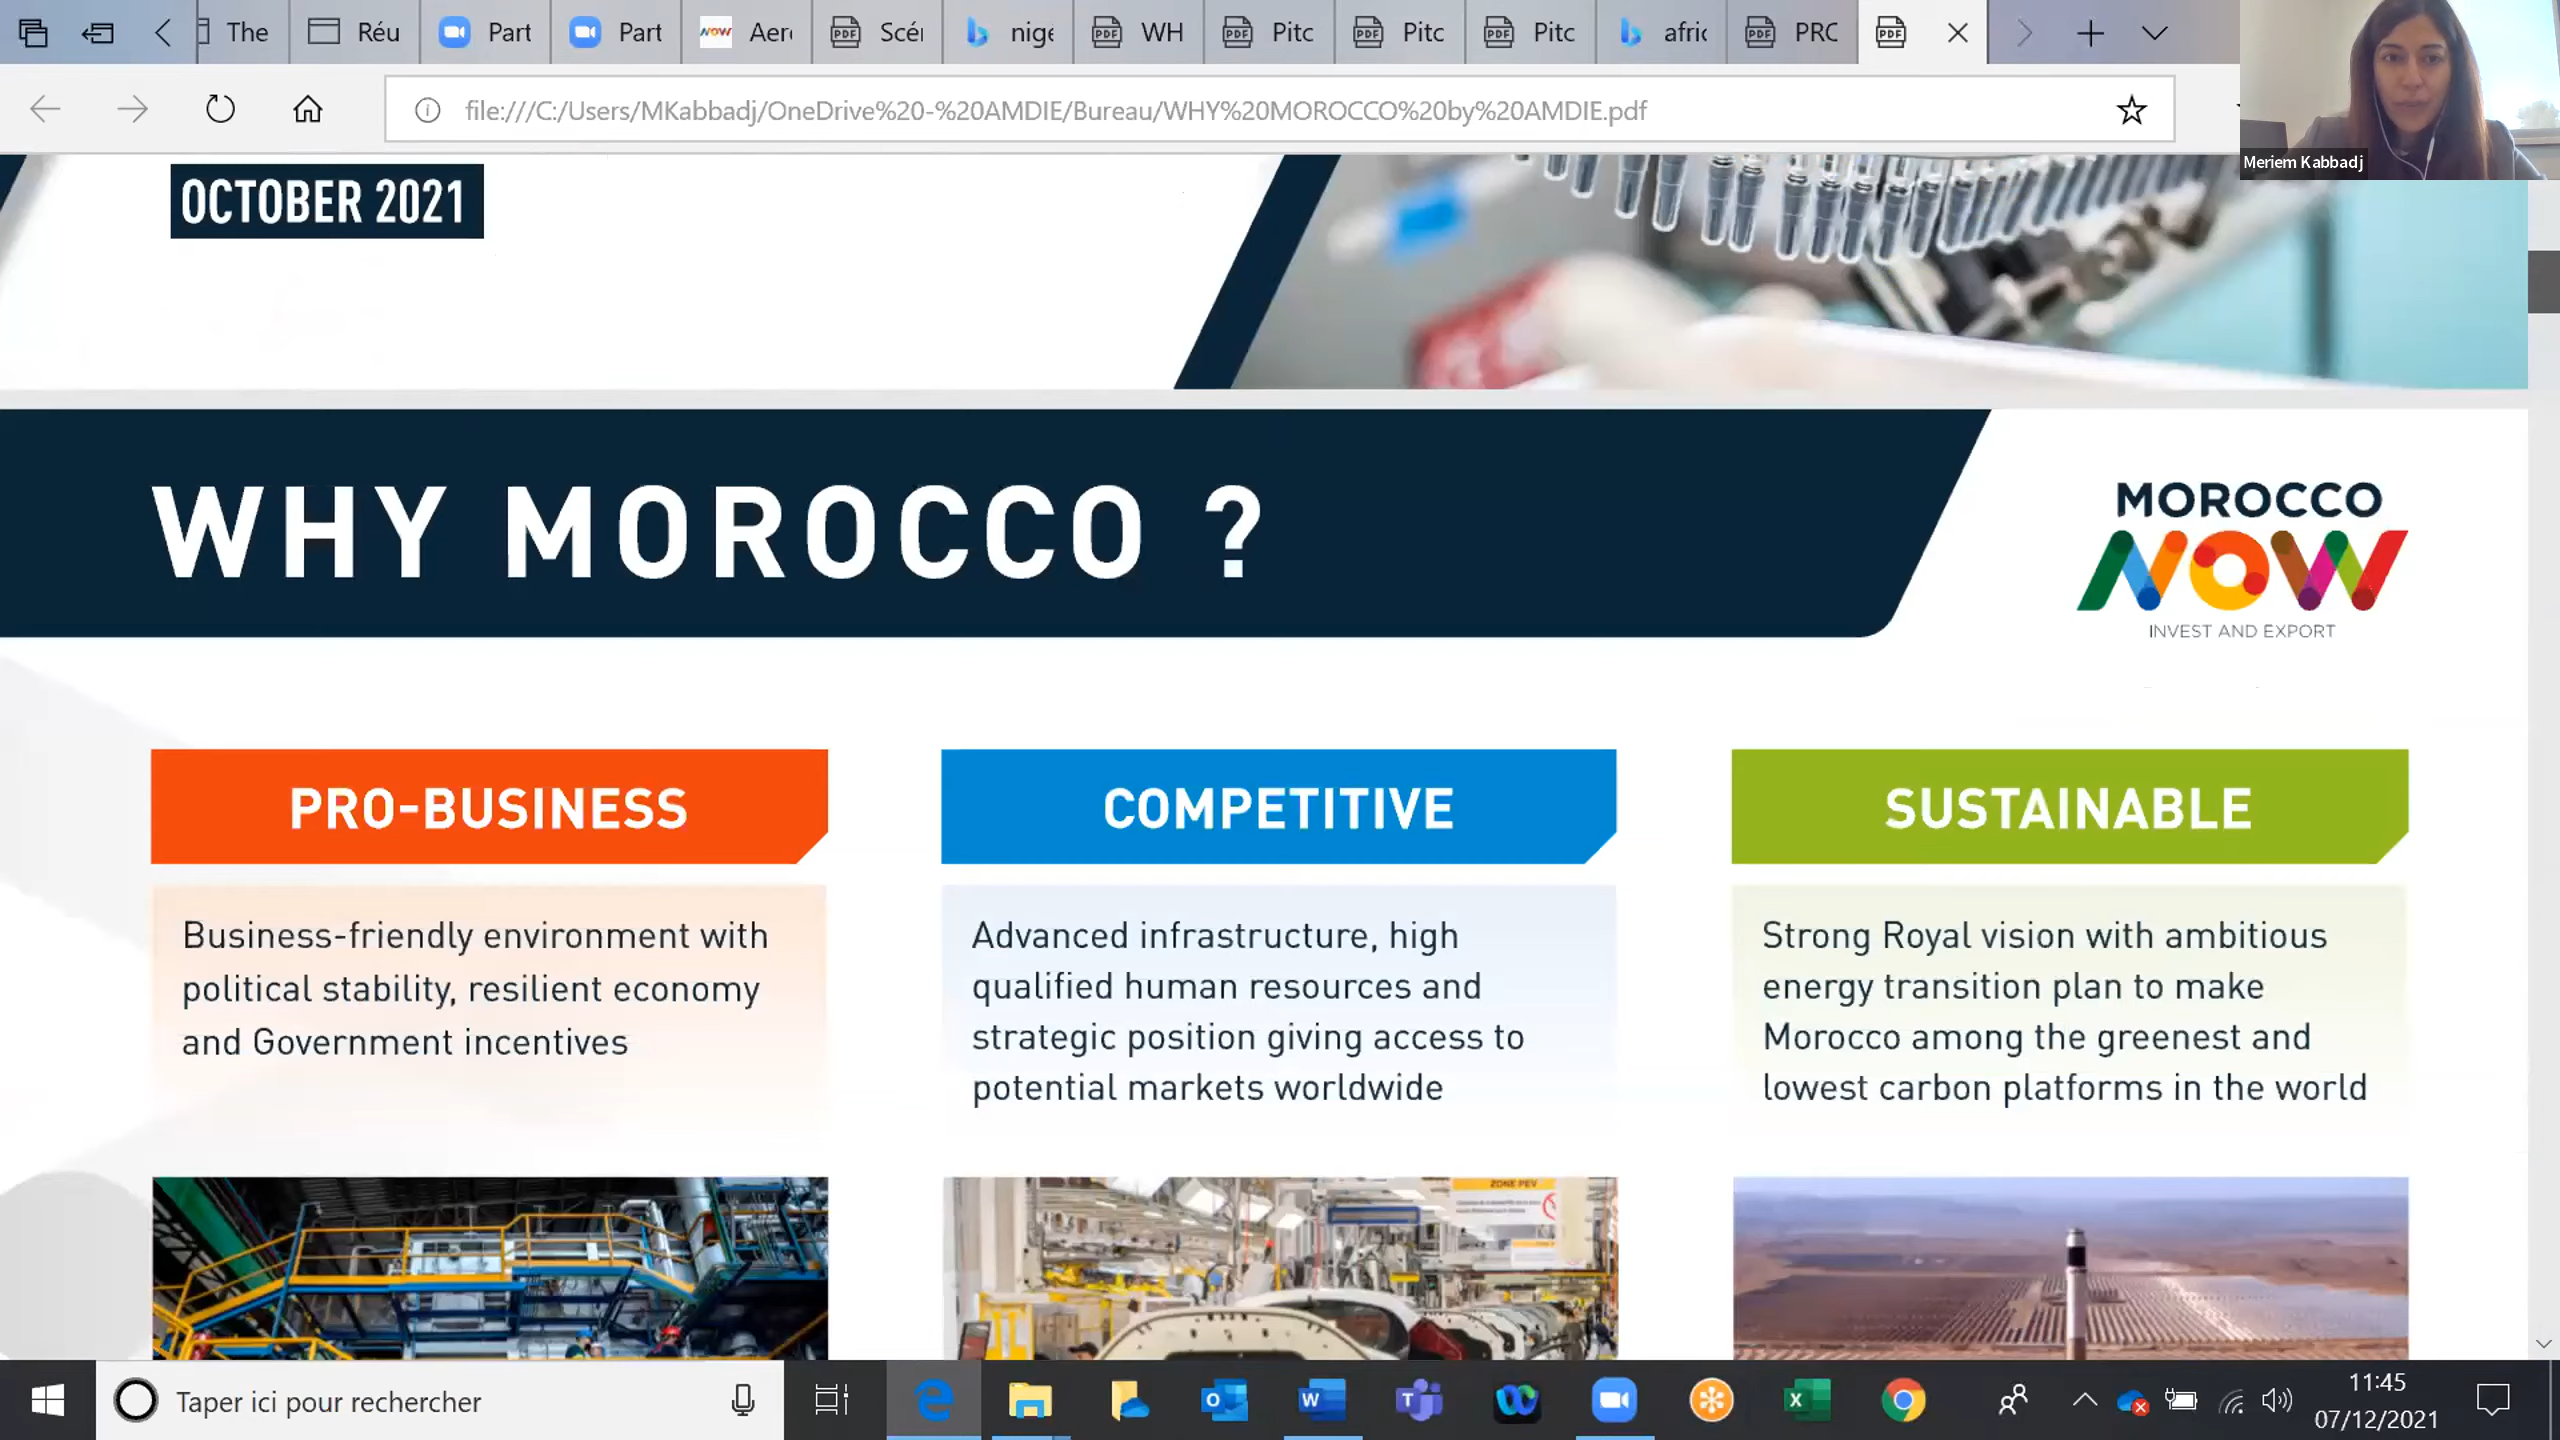 The
Réu
Part
Part
NOW
Aer
Scé
nige
WH
Pitc
Pitc
Pitc
afric
PRO
file:///C:/Users/MKabbadj/OneDrive%20-%20AMDIE/Bureau/WHY%20MOROCCO%20by%20AMDIE.pdf
Meriem Kabbadj
OCTOBER 2021
WHY MOROCCO ?
MOROCCO
NOW
INVEST AND EXPORT
PRO-BUSINESS
Business-friendly environment with
political stability, resilient economy
and Government incentives
COMPETITIVE
Advanced infrastructure, high
qualified human resources and
strategic position giving access to
potential markets worldwide
SUSTAINABLE
Strong Royal vision with ambitious
energy transition plan to make
Morocco among the greenest and
lowest carbon platforms in the world
ZONE PEV
Taper ici pour rechercher
11:45
07/12/2021